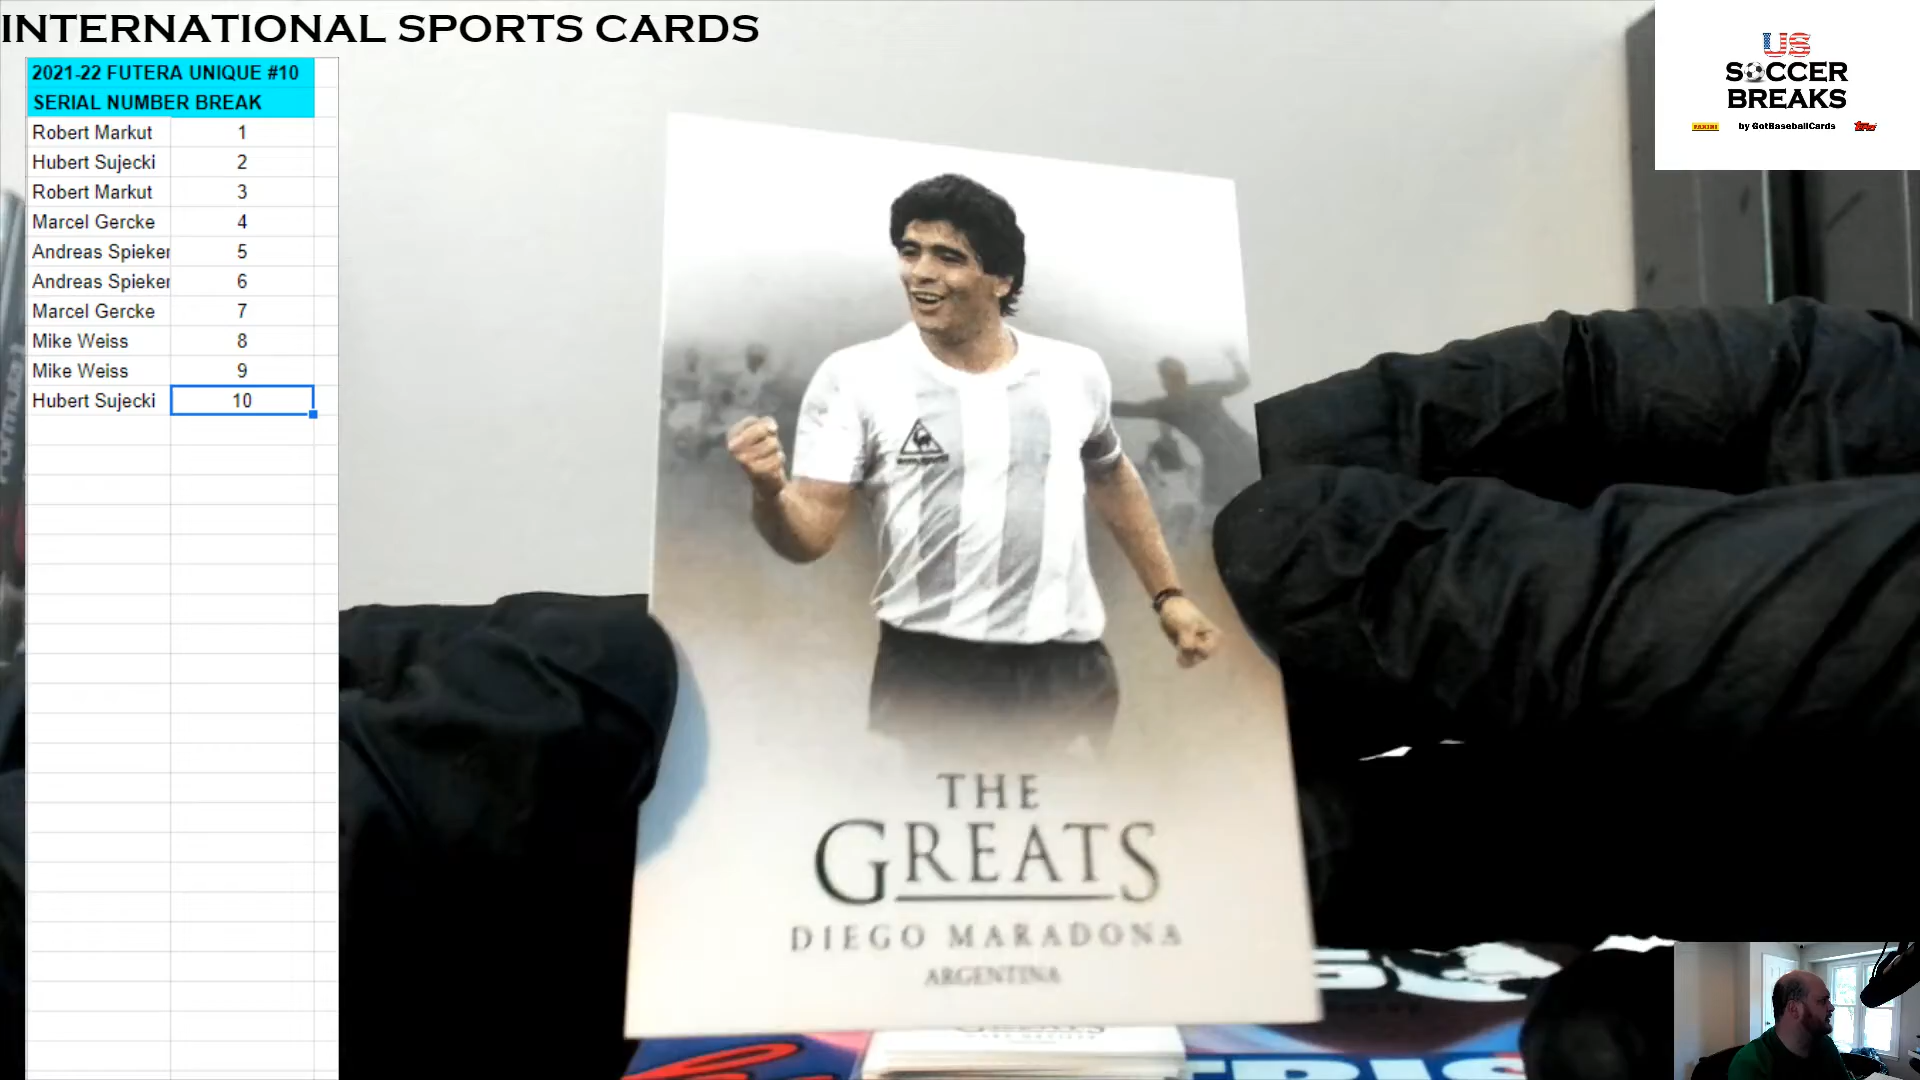 INTERNATIONAL SPORTS CARDS
2021-22 FUTERA UNIQUE #10
SERIAL NUMBER BREAK
Robert Markut 1
Hubert Sujecki 2
Robert Markut 3
Marcel Gercke 4
Andreas Spieker 5
Andreas Spieker 6
Marcel Gercke 7
Mike Weiss 8
Mike Weiss 9
Hubert Sujecki 10
US
SOCCER
BREAKS
PANINI by GotBaseballCards Topps
THE
GREATS
DIEGO MARADONA
ARGENTINA